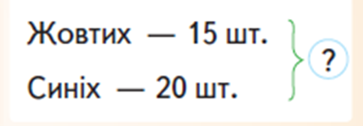 Жовтих — 15 шт.
Синіх — 20 шт.
?